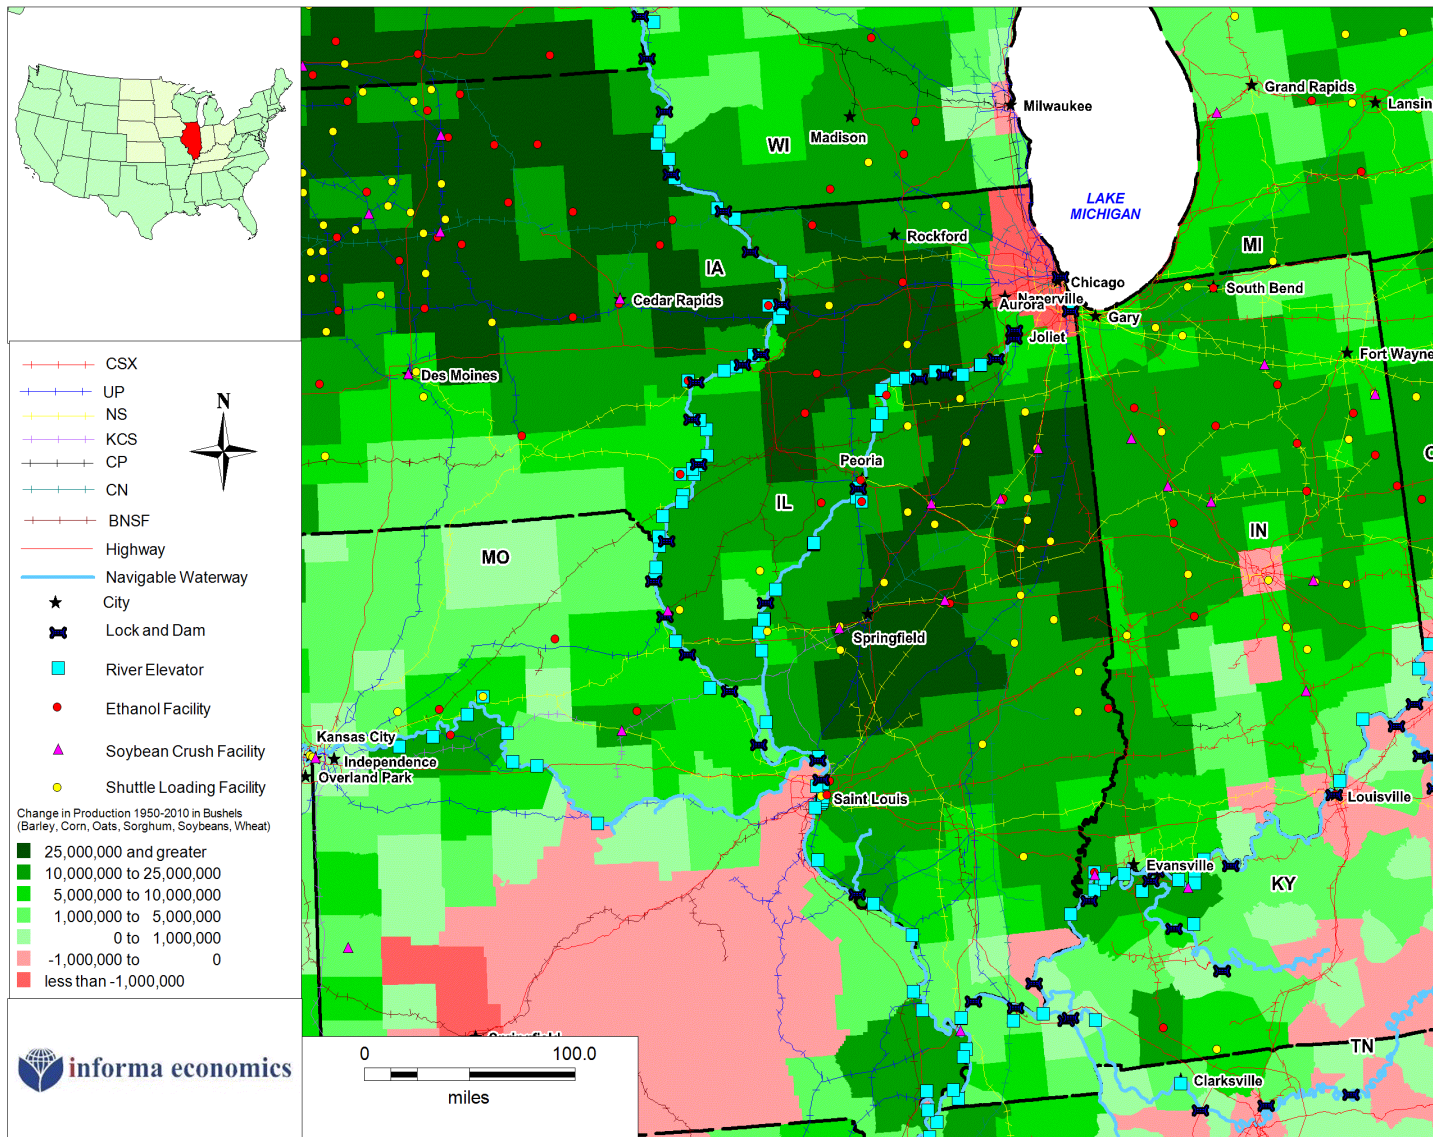 CSX
UP
NS
KCS
CP
CN
BNSF
Highway
Navigable Waterway
City
Lock and Dam
River Elevator
Ethanol Facility
Soybean Crush Facility
Shuttle Loading Facility
N
Change in Production 1950-2010 in Bushels
(Barley, Corn, Oats, Sorghum, Soybeans, Wheat)
25,000,000 and greater
10,000,000 to 25,000,000
5,000,000 to 10,000,000
1,000,000 to 5,000,000
0 to 1,000,000
-1,000,000 to 0
less than -1,000,000
informa economics
0 100.0
miles
Grand Rapids
Lansin
Milwaukee
Madison
WI
LAKE
MICHIGAN
Rockford
MI
IA
Chicago
South Bend
Cedar Rapids
Naperville
Aurora
Gary
Joliet
Fort Wayne
Des Moines
Peoria
IL
IN
MO
Springfield
Kansas City
Independence
Overland Park
Saint Louis
Louisville
Evansville
KY
Springfield
TN
Clarksville